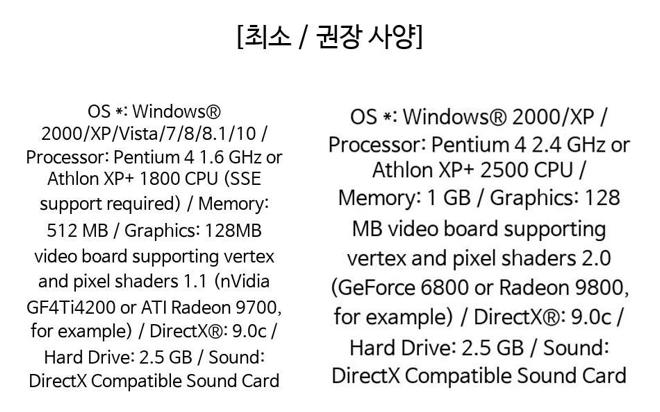 [최소 / 권장 사양]
OS *: Windows®
2000/XP/Vista/7/8/8.1/10 /
Processor: Pentium 4 1.6 GHz or
Athlon XP+ 1800 CPU (SSE
support required) / Memory:
512 MB / Graphics: 128MB
video board supporting vertex
and pixel shaders 1.1 (nVidia
GF4Ti4200 or ATI Radeon 9700,
for example) / DirectX®: 9.0c /
Hard Drive: 2.5 GB / Sound:
DirectX Compatible Sound Card
OS *: Windows® 2000/XP /
Processor: Pentium 4 2.4 GHz or
Athlon XP+ 2500 CPU /
Memory: 1 GB / Graphics: 128
MB video board supporting
vertex and pixel shaders 2.0
(GeForce 6800 or Radeon 9800,
for example) / DirectX®: 9.0c /
Hard Drive: 2.5 GB / Sound:
DirectX Compatible Sound Card